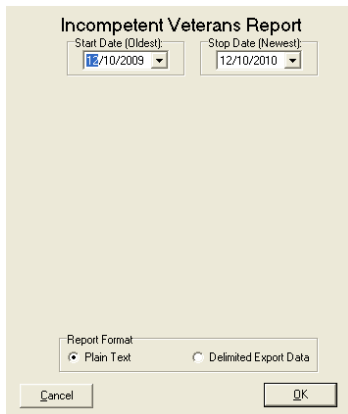 Incompetent Veterans Report
Start Date (Oldest): Stop Date (Newest):
12/10/2009 12/10/2010
Report Format
Plain Text Delimited Export Data
Cancel OK